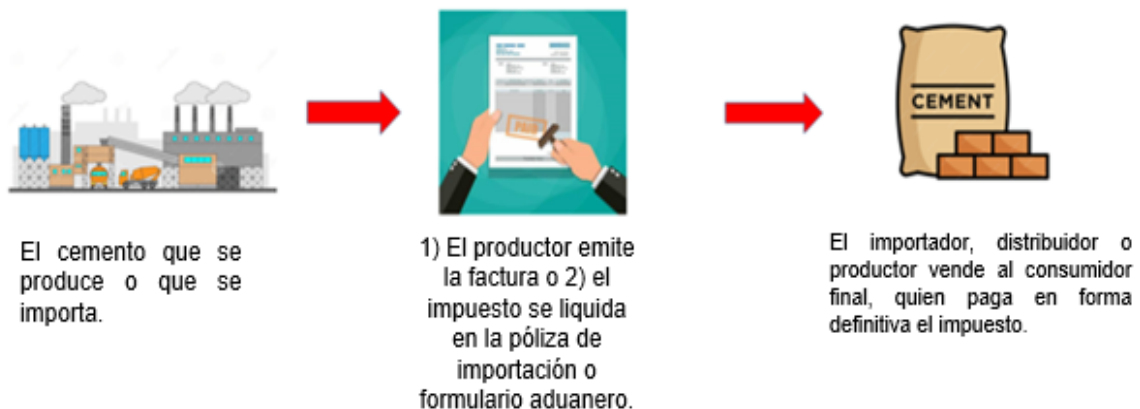 El cemento que se
produce o que se
importa.
PAID
1) El productor emite
la factura o 2) el
impuesto se liquida
en la póliza de
importación o
formulario aduanero.
CEMENT
El importador, distribuidor o
productor vende al consumidor
final, quien paga en forma
definitiva el impuesto.